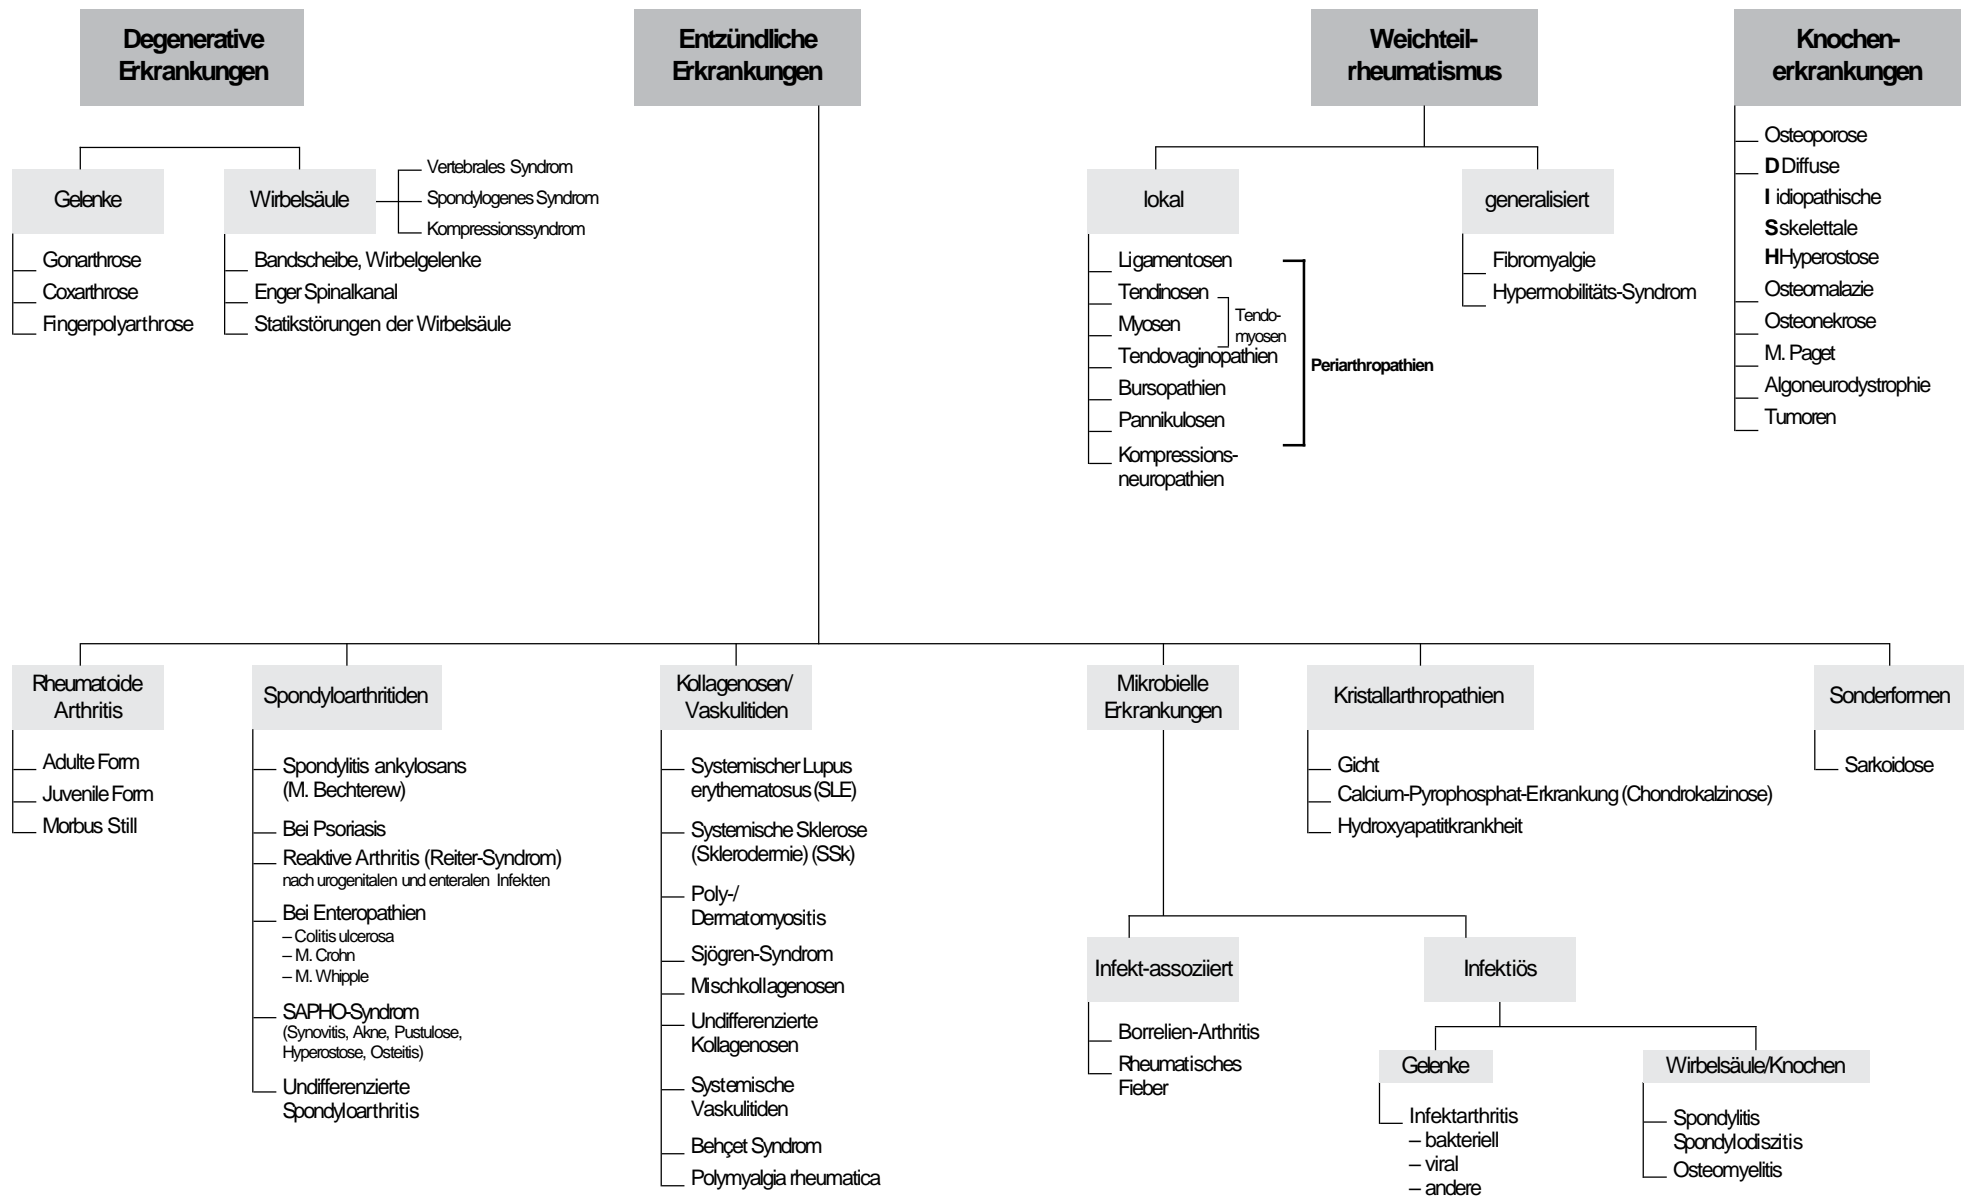 Degenerative
Erkrankungen
Entzündliche
Erkrankungen
Weichteil-
rheumatismus
Knochen-
erkrankungen
Gelenke
Gonarthrose
Coxarthrose
Fingerpolyarthrose
Wirbelsäule
Vertebrales Syndrom
Spondylogenes Syndrom
Kompressionssyndrom
Bandscheibe, Wirbelgelenke
Enger Spinalkanal
Statikstörungen der Wirbelsäule
lokal
Ligamentosen
Tendinosen
Myosen
Tendo-
myosen
Tendovaginopathien
Bursopathien
Pannikulosen
Kompressions-
neuropathien
Periarthropathien
generalisiert
Fibromyalgie
Hypermobilitäts-Syndrom
Osteoporose
D Diffuse
I idiopathische
S skelettale
H Hyperostose
Osteomalazie
Osteonekrose
M. Paget
Algoneurodystrophie
Tumoren
Rheumatoide
Arthritis
Adulte Form
Juvenile Form
Morbus Still
Spondyloarthritiden
Spondylitis ankylosans
(M. Bechterew)
Bei Psoriasis
Reaktive Arthritis (Reiter-Syndrom)
nach urogenitalen und enteralen Infekten
Bei Enteropathien
– Colitis ulcerosa
– M. Crohn
– M. Whipple
SAPHO-Syndrom
(Synovitis, Akne, Pustulose,
Hyperostose, Osteitis)
Undifferenzierte
Spondyloarthritis
Kollagenosen/
Vaskulitiden
Systemischer Lupus
erythematosus (SLE)
Systemische Sklerose
(Sklerodermie) (SSk)
Poly-/
Dermatomyositis
Sjögren-Syndrom
Mischkollagenosen
Undifferenzierte
Kollagenosen
Systemische
Vaskulitiden
Behçet Syndrom
Polymyalgia rheumatica
Mikrobielle
Erkrankungen
Infekt-assoziiert
Borrelien-Arthritis
Rheumatisches
Fieber
Infektiös
Gelenke
Infektarthritis
– bakteriell
– viral
– andere
Wirbelsäule/Knochen
Spondylitis
Spondylodiszitis
Osteomyelitis
Kristallarthropathien
Gicht
Calcium-Pyrophosphat-Erkrankung (Chondrokalzinose)
Hydroxyapatitkrankheit
Sonderformen
Sarkoidose